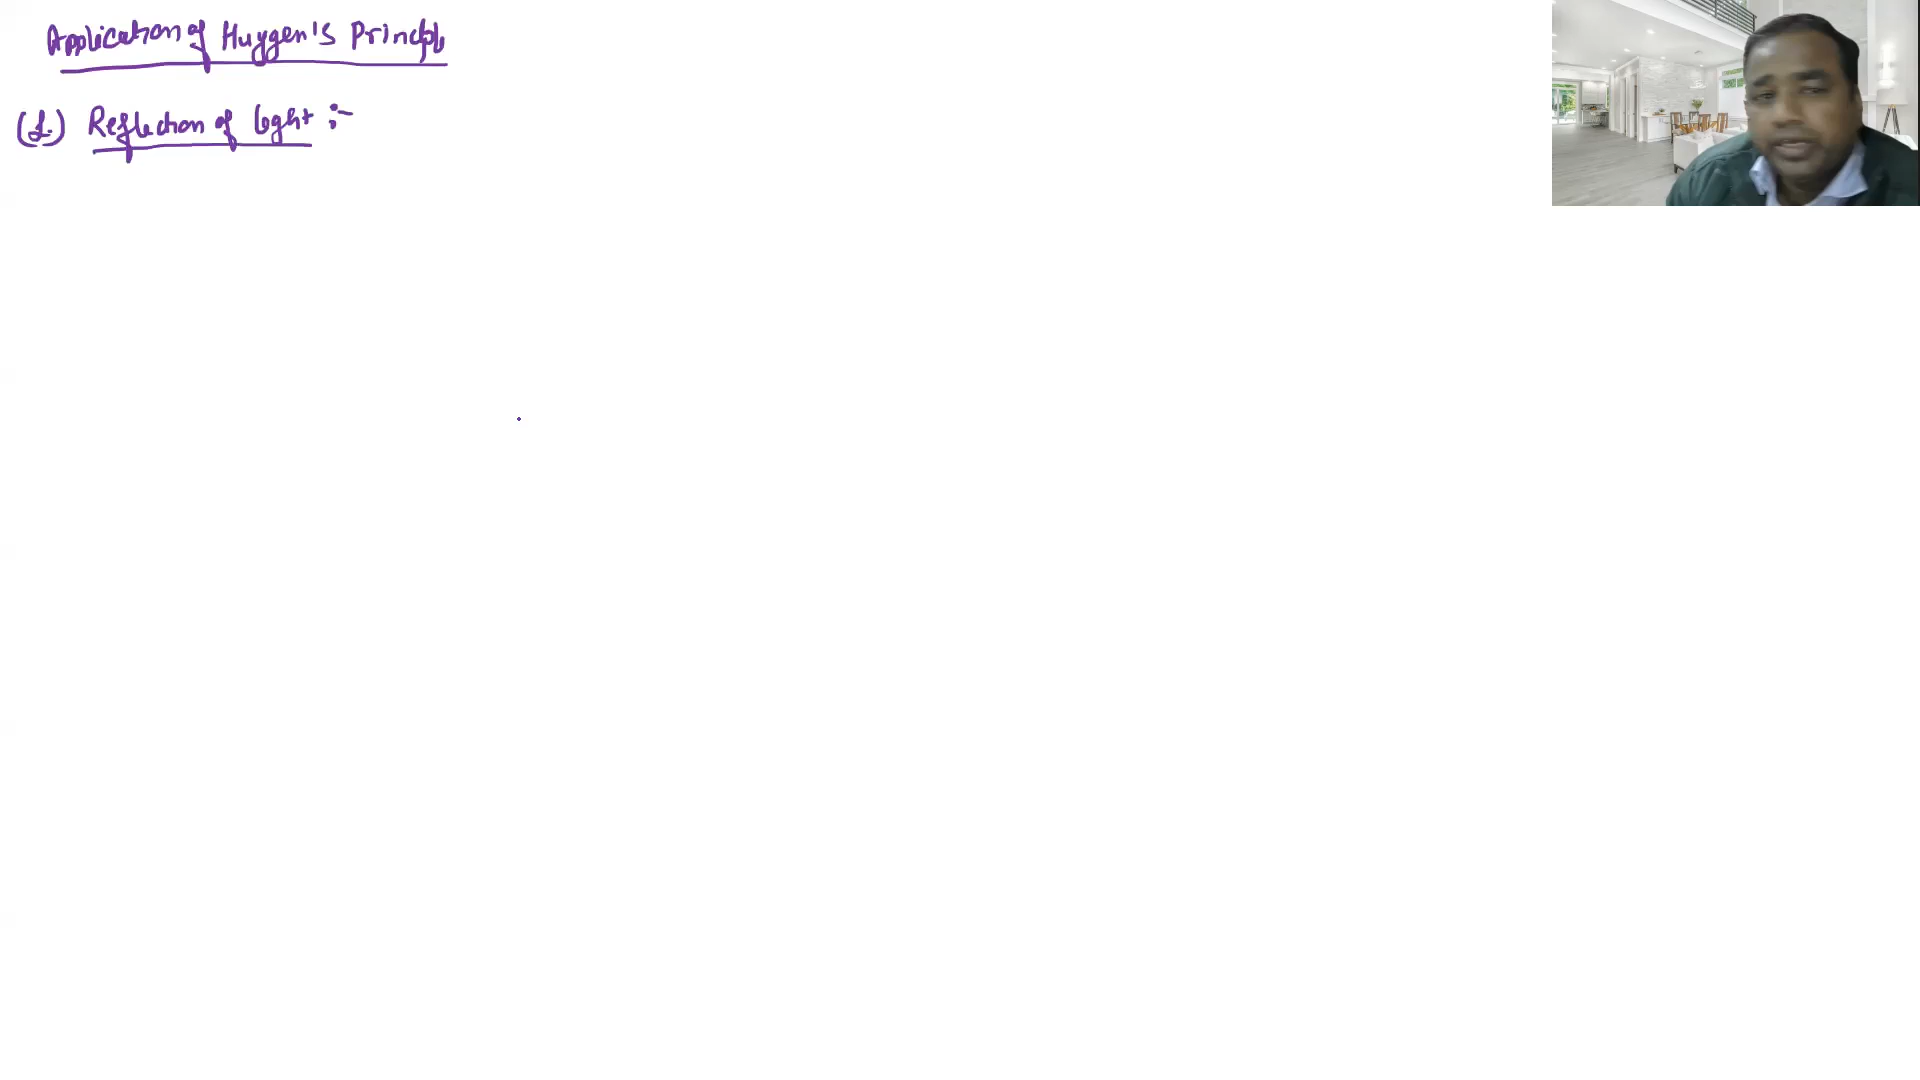 Application of Huygen's Principle
(1.) Reflection of light :-